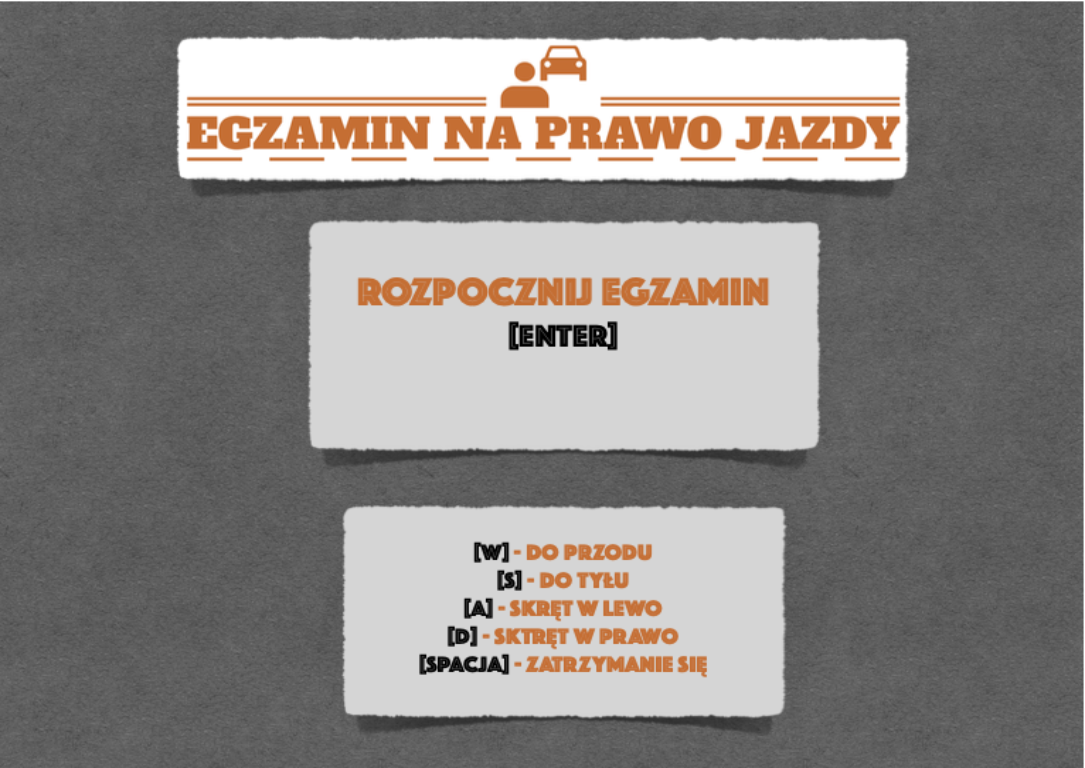 EGZAMIN NA PRAWO JAZDY
ROZPOCZNIJ EGZAMIN
[ENTER]
[W] - DO PRZODU
[S] - DO TYŁU
[A] - SKRĘT W LEWO
[D] - SKTRĘT W PRAWO
[SPACJA] - ZATRZYMANIE SIĘ